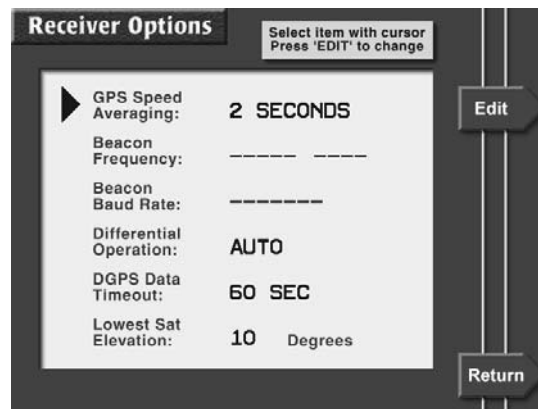 Receiver Options
Select item with cursor
Press 'EDIT' to change
GPS Speed
Averaging: 2 SECONDS
Edit
Beacon
Frequency: ----- ----
Beacon
Baud Rate: -------
Differential
Operation: AUTO
DGPS Data
Timeout: 60 SEC
Lowest Sat
Elevation: 10 Degrees
Return